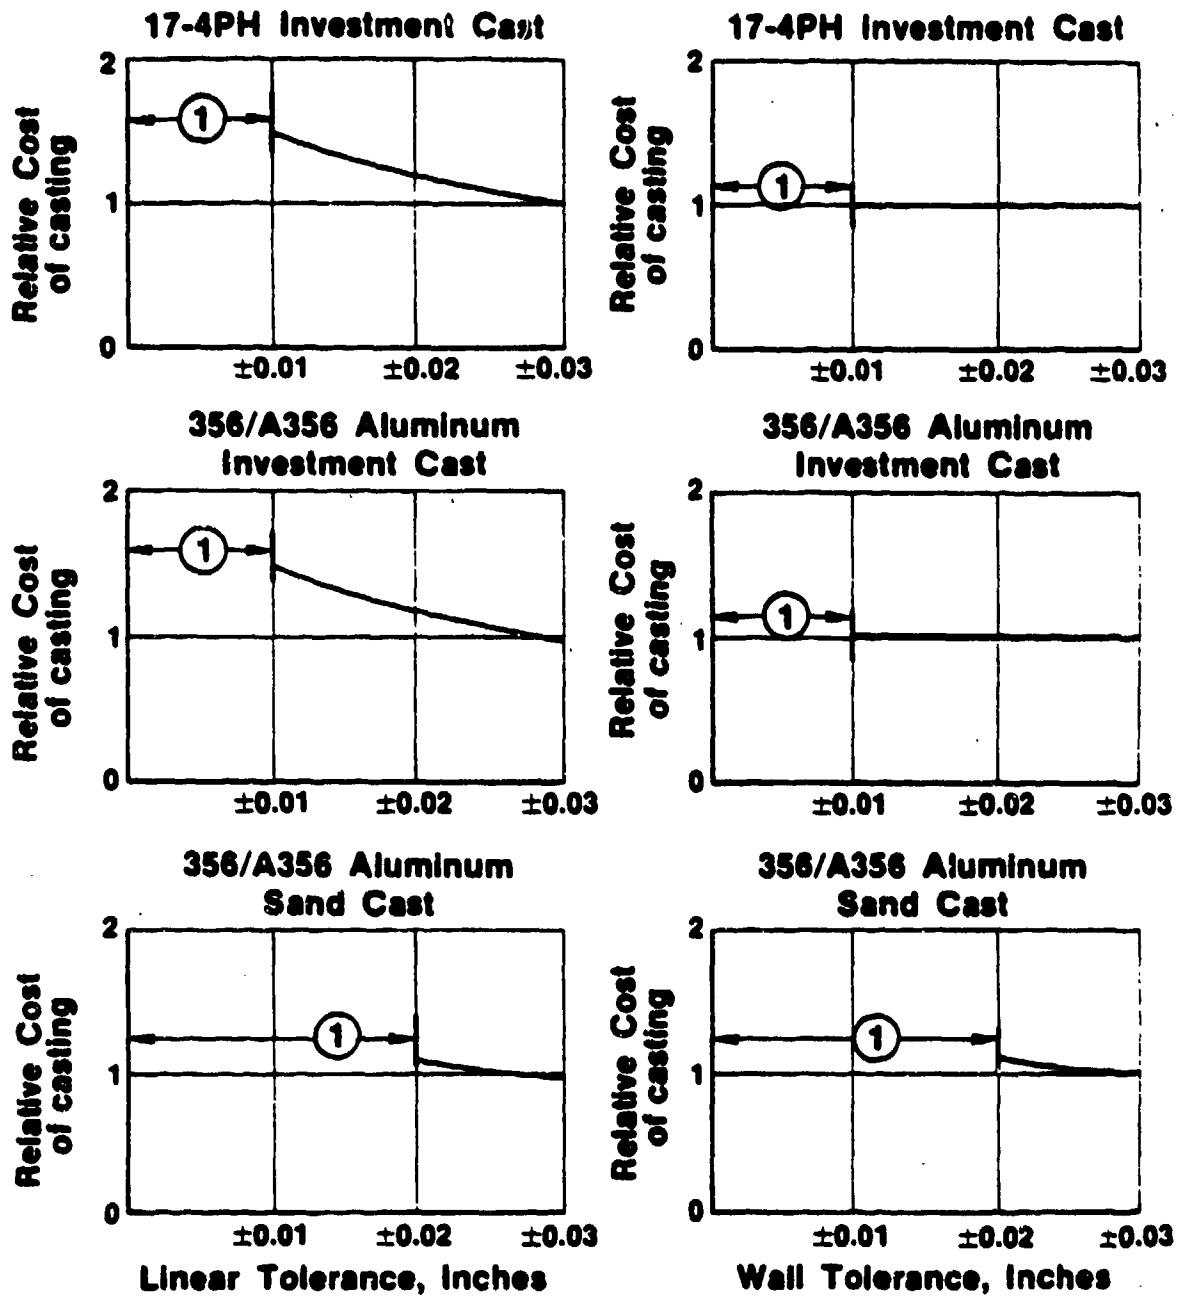 17-4PH Investment Cast
2
Relative Cost
of casting
1
1
0
±0.01 ±0.02 ±0.03
17-4PH Investment Cast
2
Relative Cost
of casting
1
1
0
±0.01 ±0.02 ±0.03
356/A356 Aluminum
Investment Cast
2
Relative Cost
of casting
1
1
0
±0.01 ±0.02 ±0.03
356/A356 Aluminum
Investment Cast
2
Relative Cost
of casting
1
1
0
±0.01 ±0.02 ±0.03
356/A356 Aluminum
Sand Cast
2
Relative Cost
of casting
1
1
0
±0.01 ±0.02 ±0.03
Linear Tolerance, Inches
356/A356 Aluminum
Sand Cast
2
Relative Cost
of casting
1
1
0
±0.01 ±0.02 ±0.03
Wall Tolerance, Inches